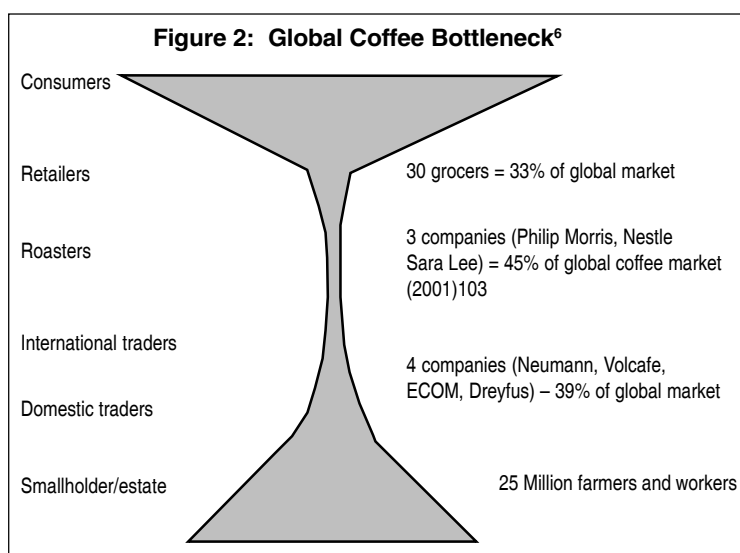 Figure 2: Global Coffee Bottleneck⁶
Consumers
Retailers
30 grocers = 33% of global market
Roasters
3 companies (Philip Morris, Nestle
Sara Lee) = 45% of global coffee market
(2001)103
International traders
4 companies (Neumann, Volcafe,
ECOM, Dreyfus) – 39% of global market
Domestic traders
Smallholder/estate
25 Million farmers and workers